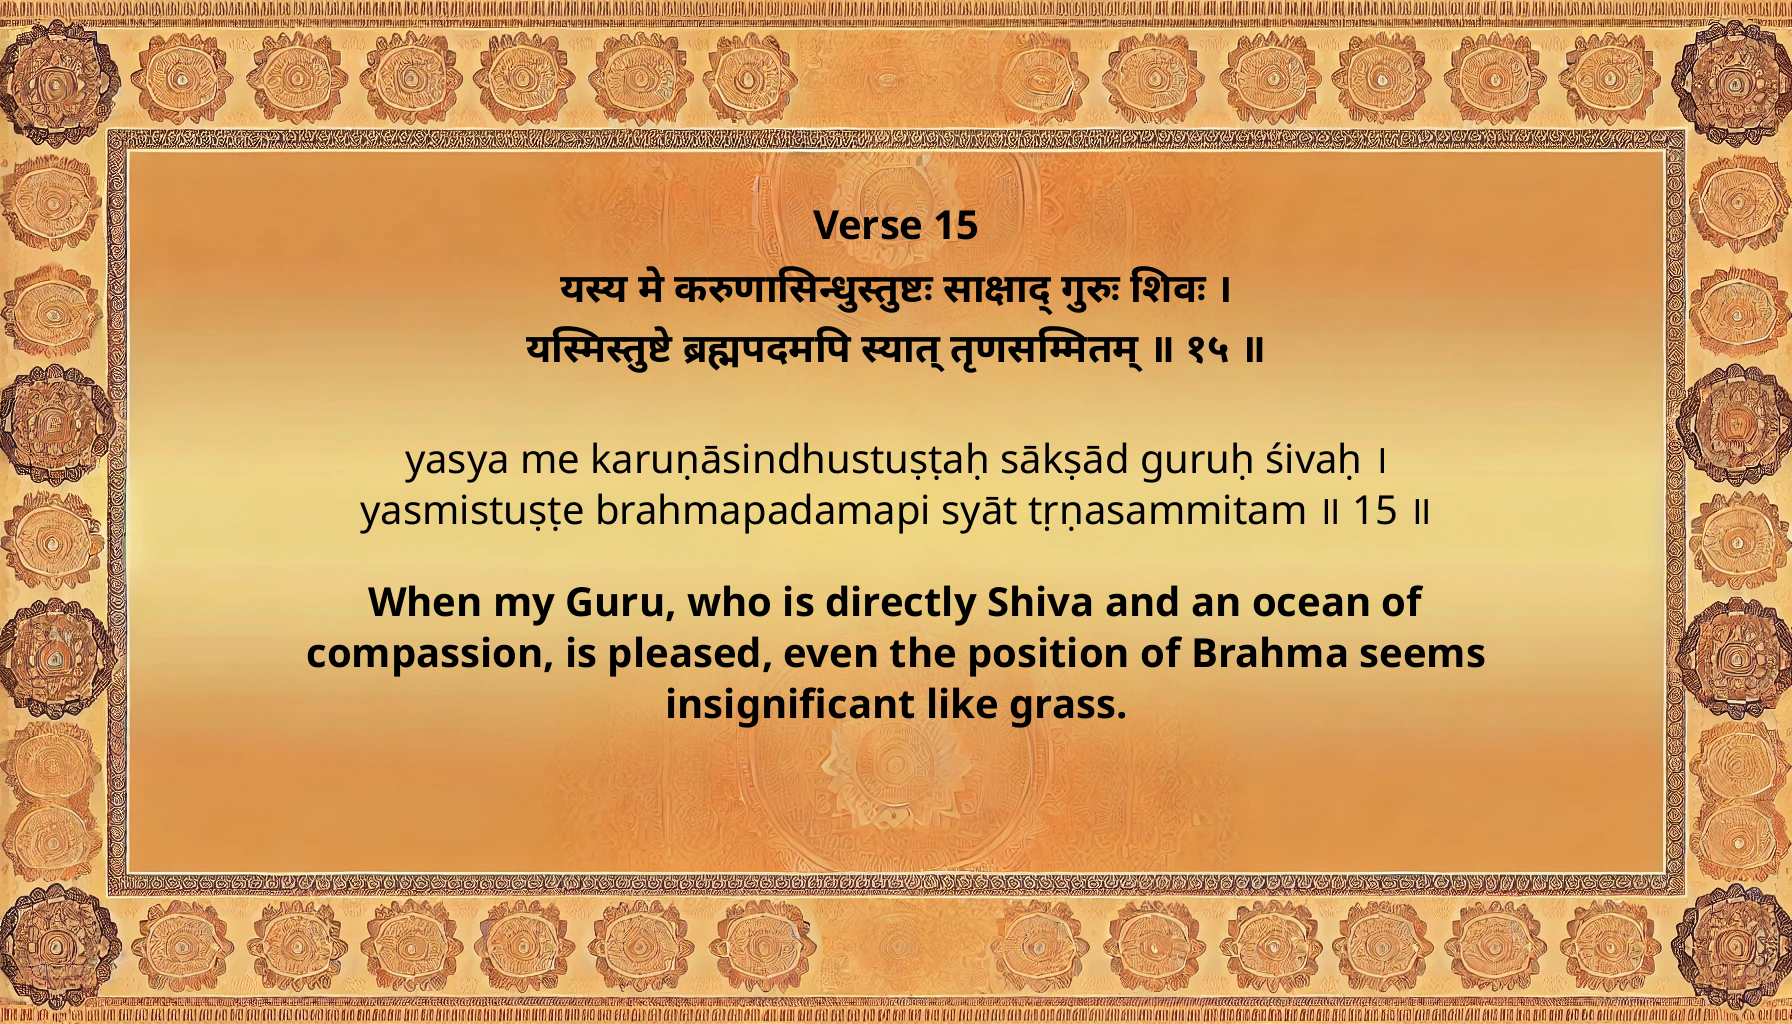 Verse 15
यस्य मे करुणासिन्धुस्तुष्टः साक्षाद् गुरुः शिवः ।
यस्मिस्तुष्टे ब्रह्मपदमपि स्यात् तृणसम्मितम् ॥ १५ ॥
yasya me karuṇāsindhustuṣṭaḥ sākṣād guruḥ śivaḥ ।
yasmistuṣṭe brahmapadamapi syāt tṛṇasammitam ॥ 15 ॥
When my Guru, who is directly Shiva and an ocean of
compassion, is pleased, even the position of Brahma seems
insignificant like grass.